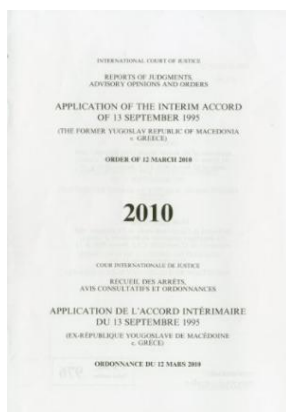 INTERNATIONAL COURT OF JUSTICE
REPORTS OF JUDGMENTS,
ADVISORY OPINIONS AND ORDERS
APPLICATION OF THE INTERIM ACCORD
OF 13 SEPTEMBER 1995
(THE FORMER YUGOSLAV REPUBLIC OF MACEDONIA
v. GREECE)
ORDER OF 12 MARCH 2010
2010
COUR INTERNATIONALE DE JUSTICE
RECUEIL DES ARRÊTS,
AVIS CONSULTATIFS ET ORDONNANCES
APPLICATION DE L'ACCORD INTÉRIMAIRE
DU 13 SEPTEMBRE 1995
(EX-RÉPUBLIQUE YOUGOSLAVE DE MACÉDOINE
c. GRÈCE)
ORDONNANCE DU 12 MARS 2010